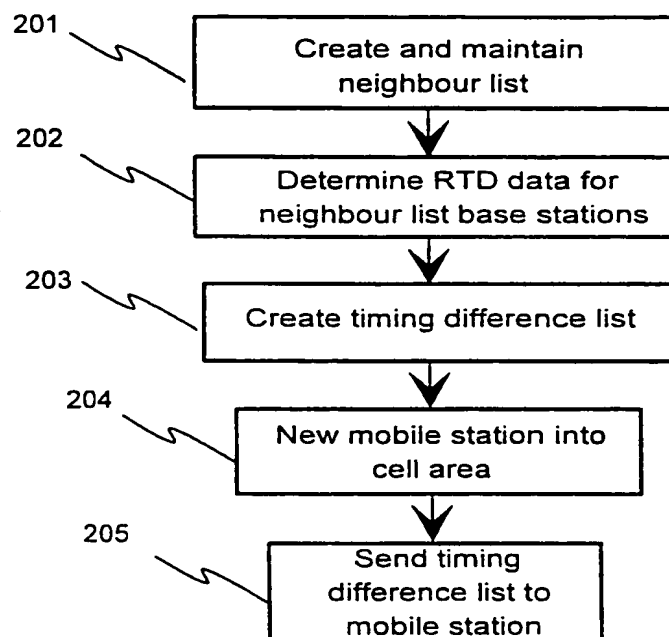 201
Create and maintain
neighbour list
202
Determine RTD data for
neighbour list base stations
203
Create timing difference list
204
New mobile station into
cell area
205
Send timing
difference list to
mobile station